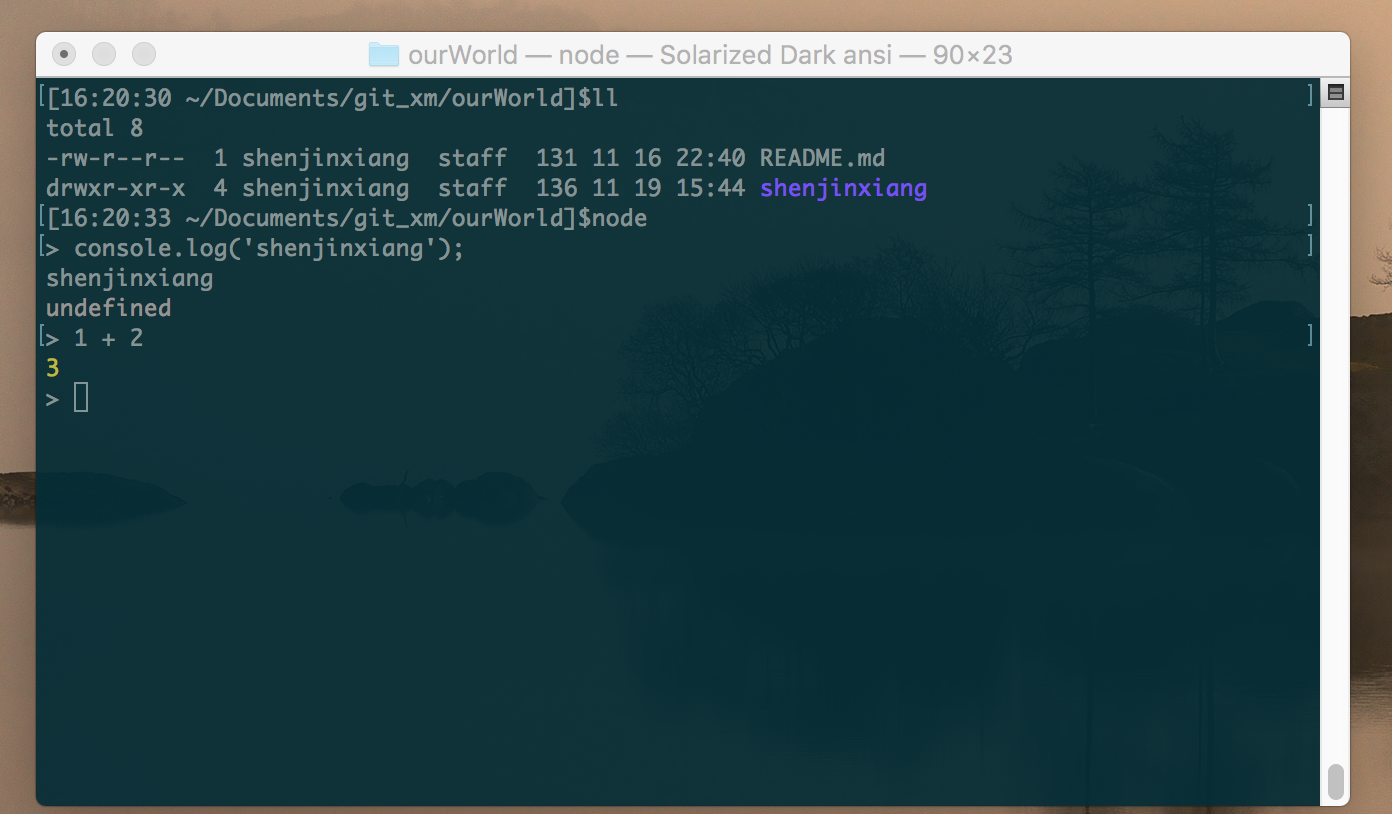 ourWorld — node — Solarized Dark ansi — 90×23
[[16:20:30 ~/Documents/git_xm/ourWorld]$ll ]
total 8
-rw-r--r--  1 shenjinxiang  staff  131 11 16 22:40 README.md
drwxr-xr-x  4 shenjinxiang  staff  136 11 19 15:44 shenjinxiang
[[16:20:33 ~/Documents/git_xm/ourWorld]$node ]
[> console.log('shenjinxiang'); ]
shenjinxiang
undefined
[> 1 + 2 ]
3
>